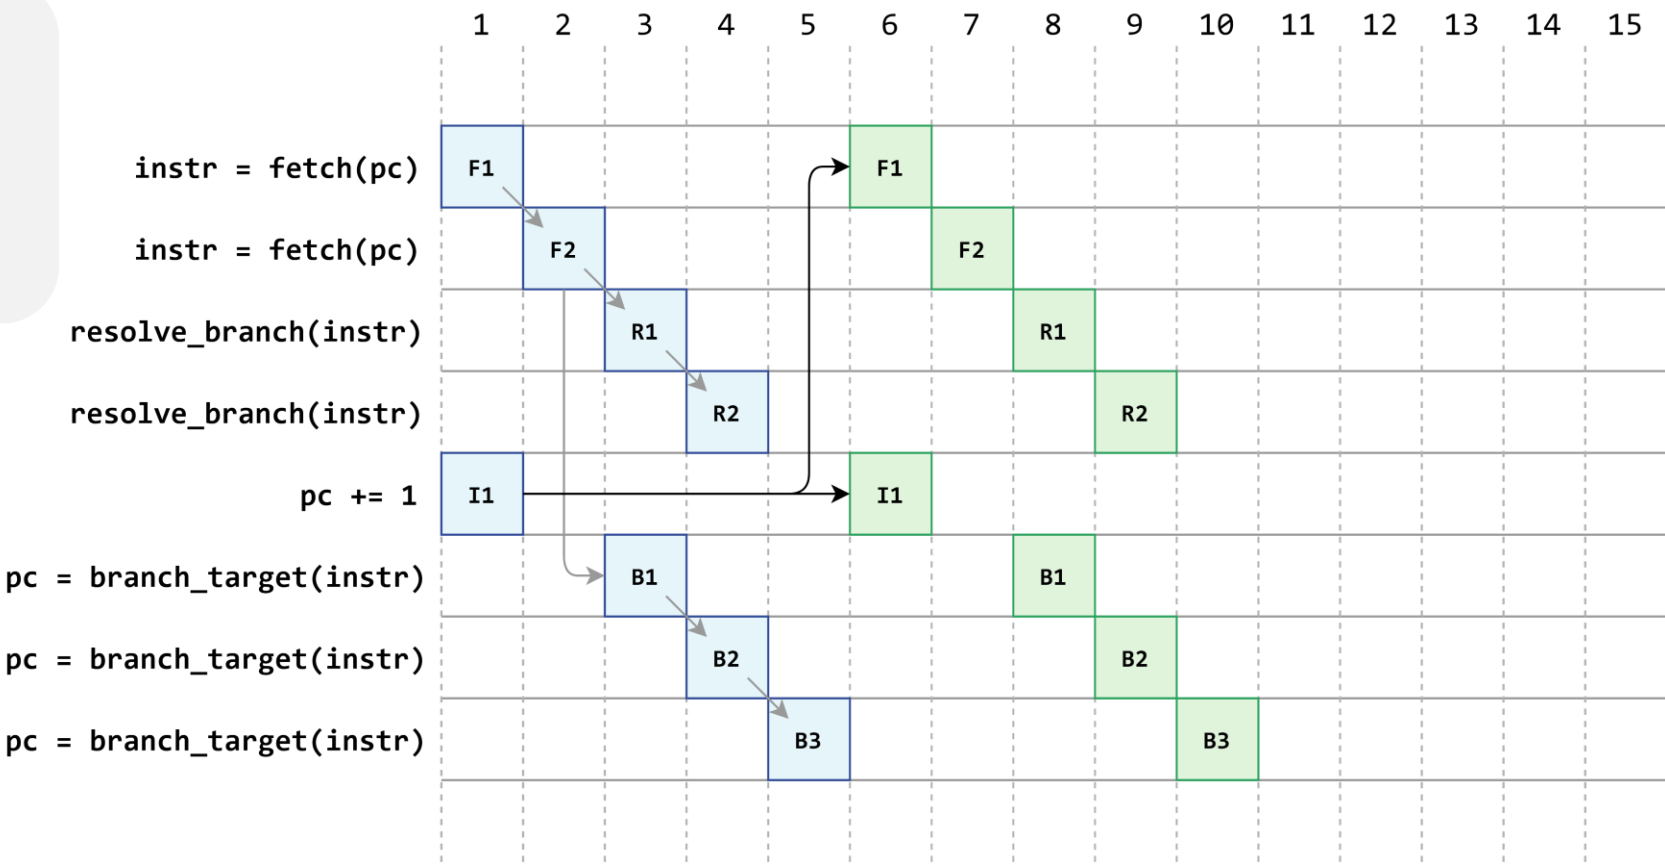 1 2 3 4 5 6 7 8 9 10 11 12 13 14 15
instr = fetch(pc) F1 F1
instr = fetch(pc) F2 F2
resolve_branch(instr) R1 R1
resolve_branch(instr) R2 R2
pc += 1 I1 I1
pc = branch_target(instr) B1 B1
pc = branch_target(instr) B2 B2
pc = branch_target(instr) B3 B3